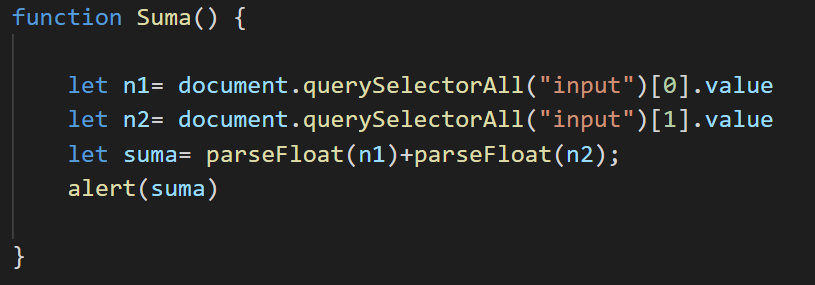 function Suma() {
let n1= document.querySelectorAll("input")[0].value
let n2= document.querySelectorAll("input")[1].value
let suma= parseFloat(n1)+parseFloat(n2);
alert(suma)
}